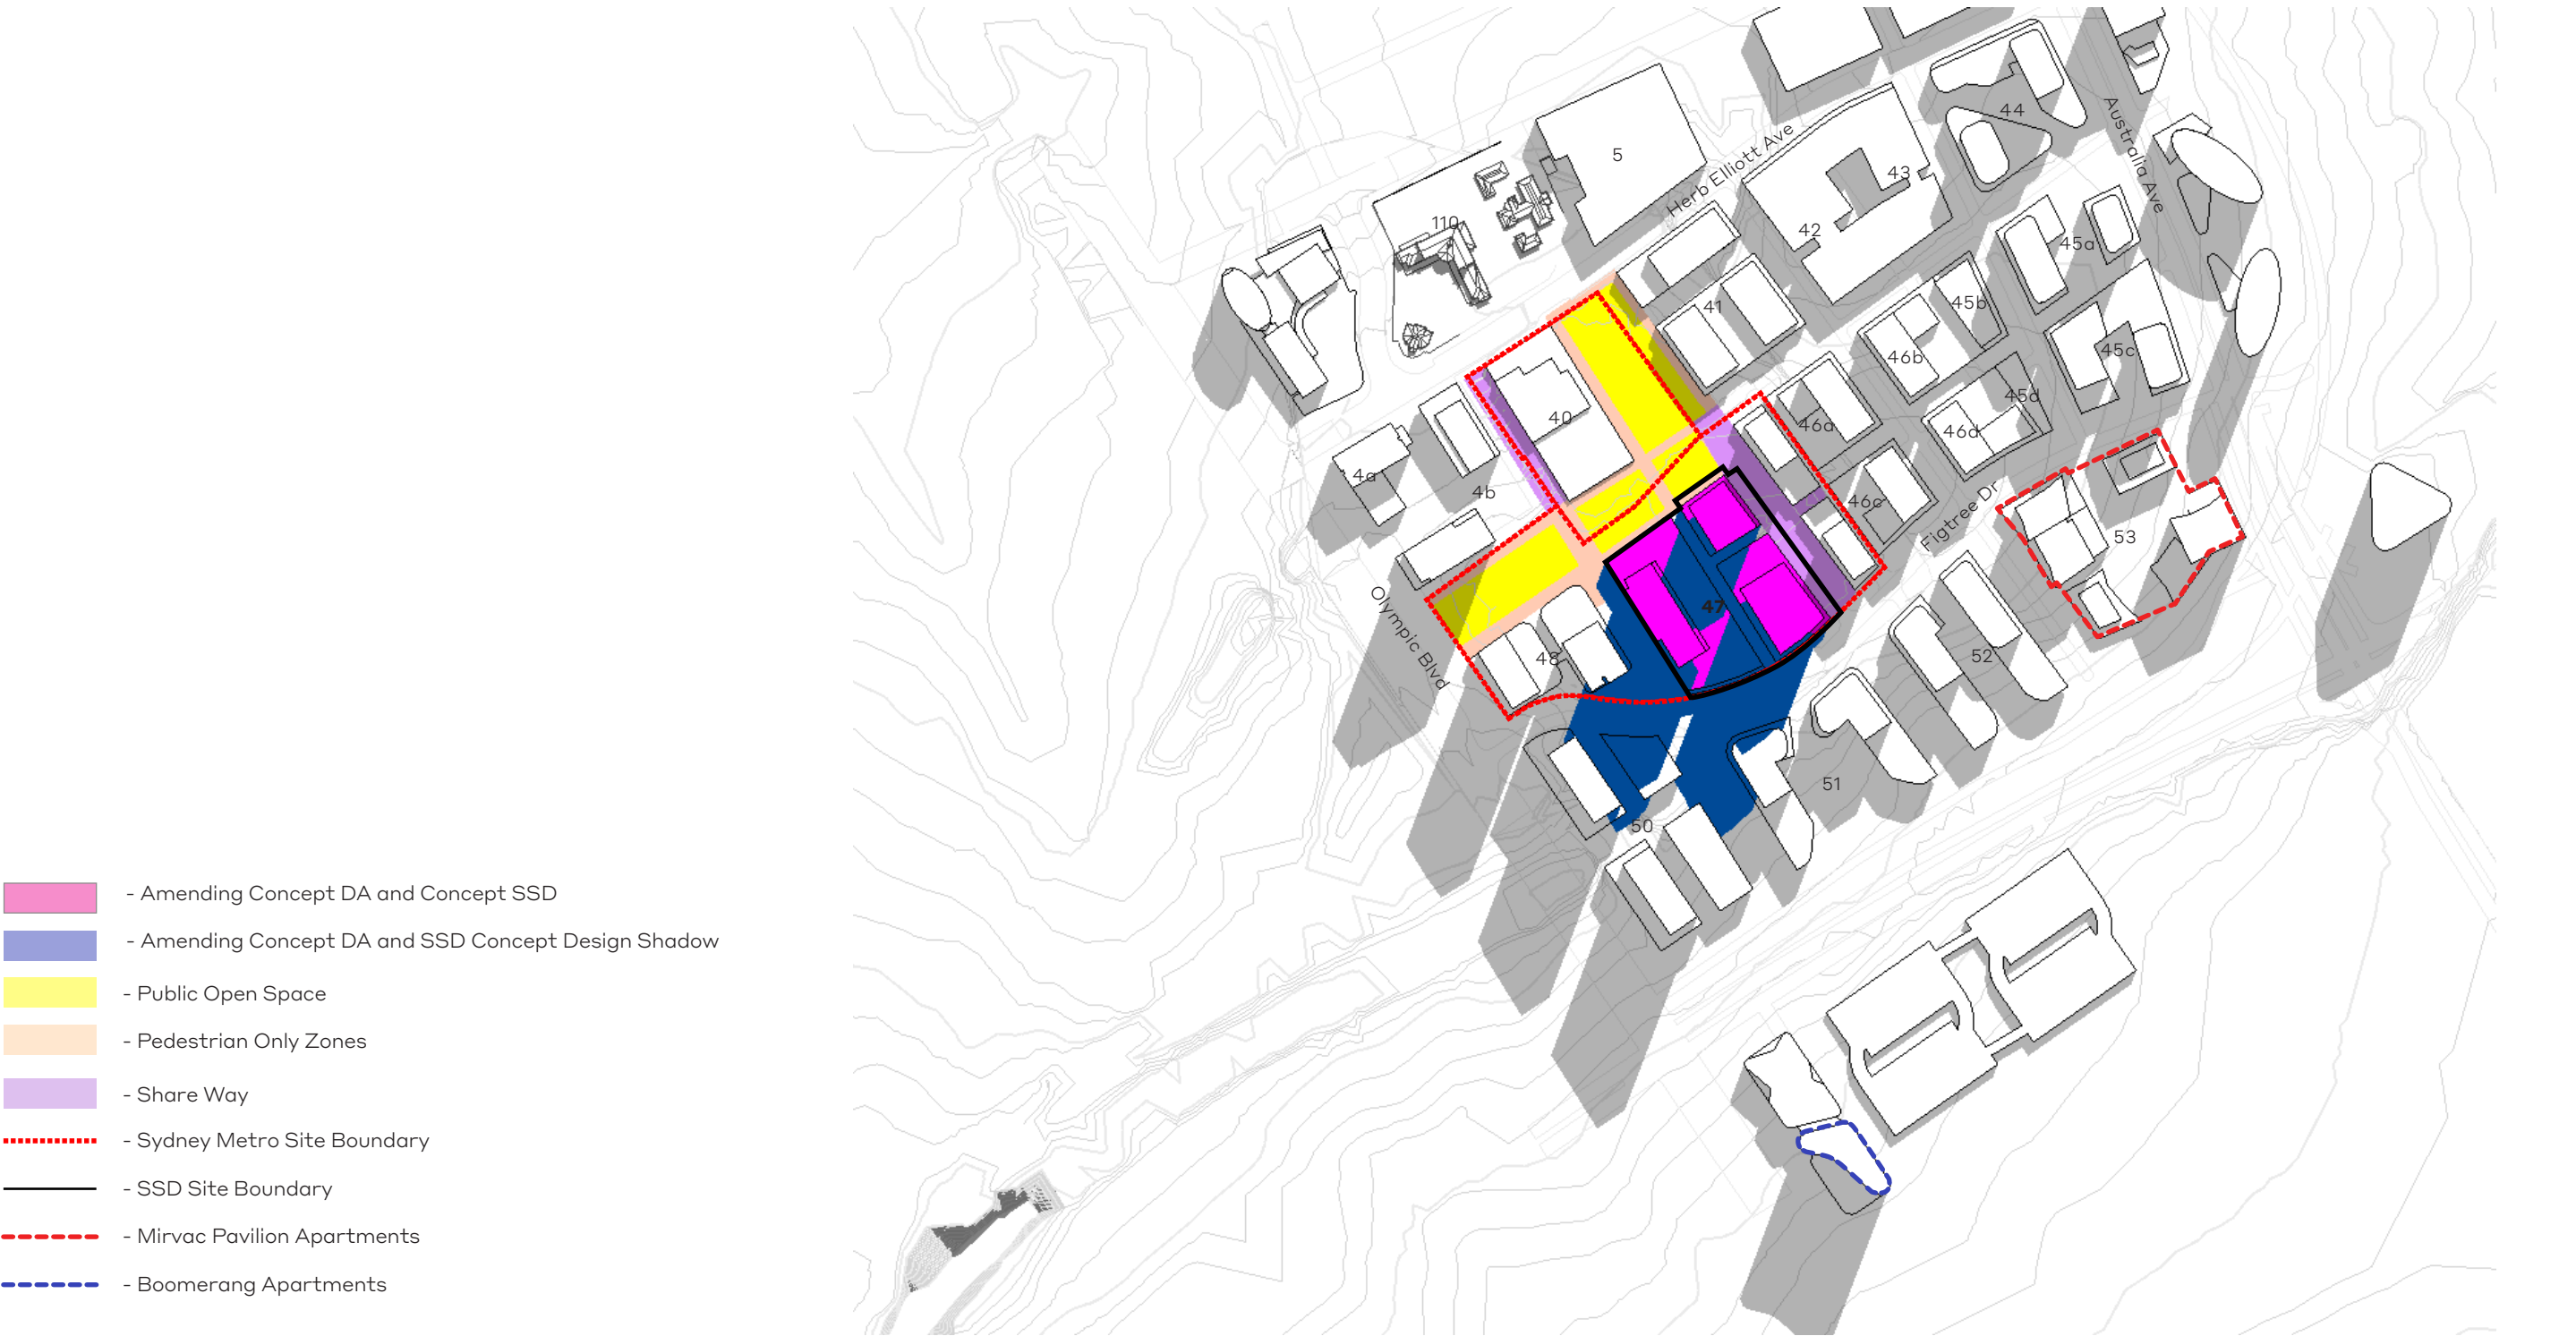 44
Australia Ave
5
Herb Elliott Ave
43
110
42
45a
45b
41
45c
46b
45d
40
46a
46d
4a
4b
46c
Figtree Dr
53
Olympic Blvd
47
48
52
51
50
- Amending Concept DA and Concept SSD
- Amending Concept DA and SSD Concept Design Shadow
- Public Open Space
- Pedestrian Only Zones
- Share Way
- Sydney Metro Site Boundary
- SSD Site Boundary
- Mirvac Pavilion Apartments
- Boomerang Apartments